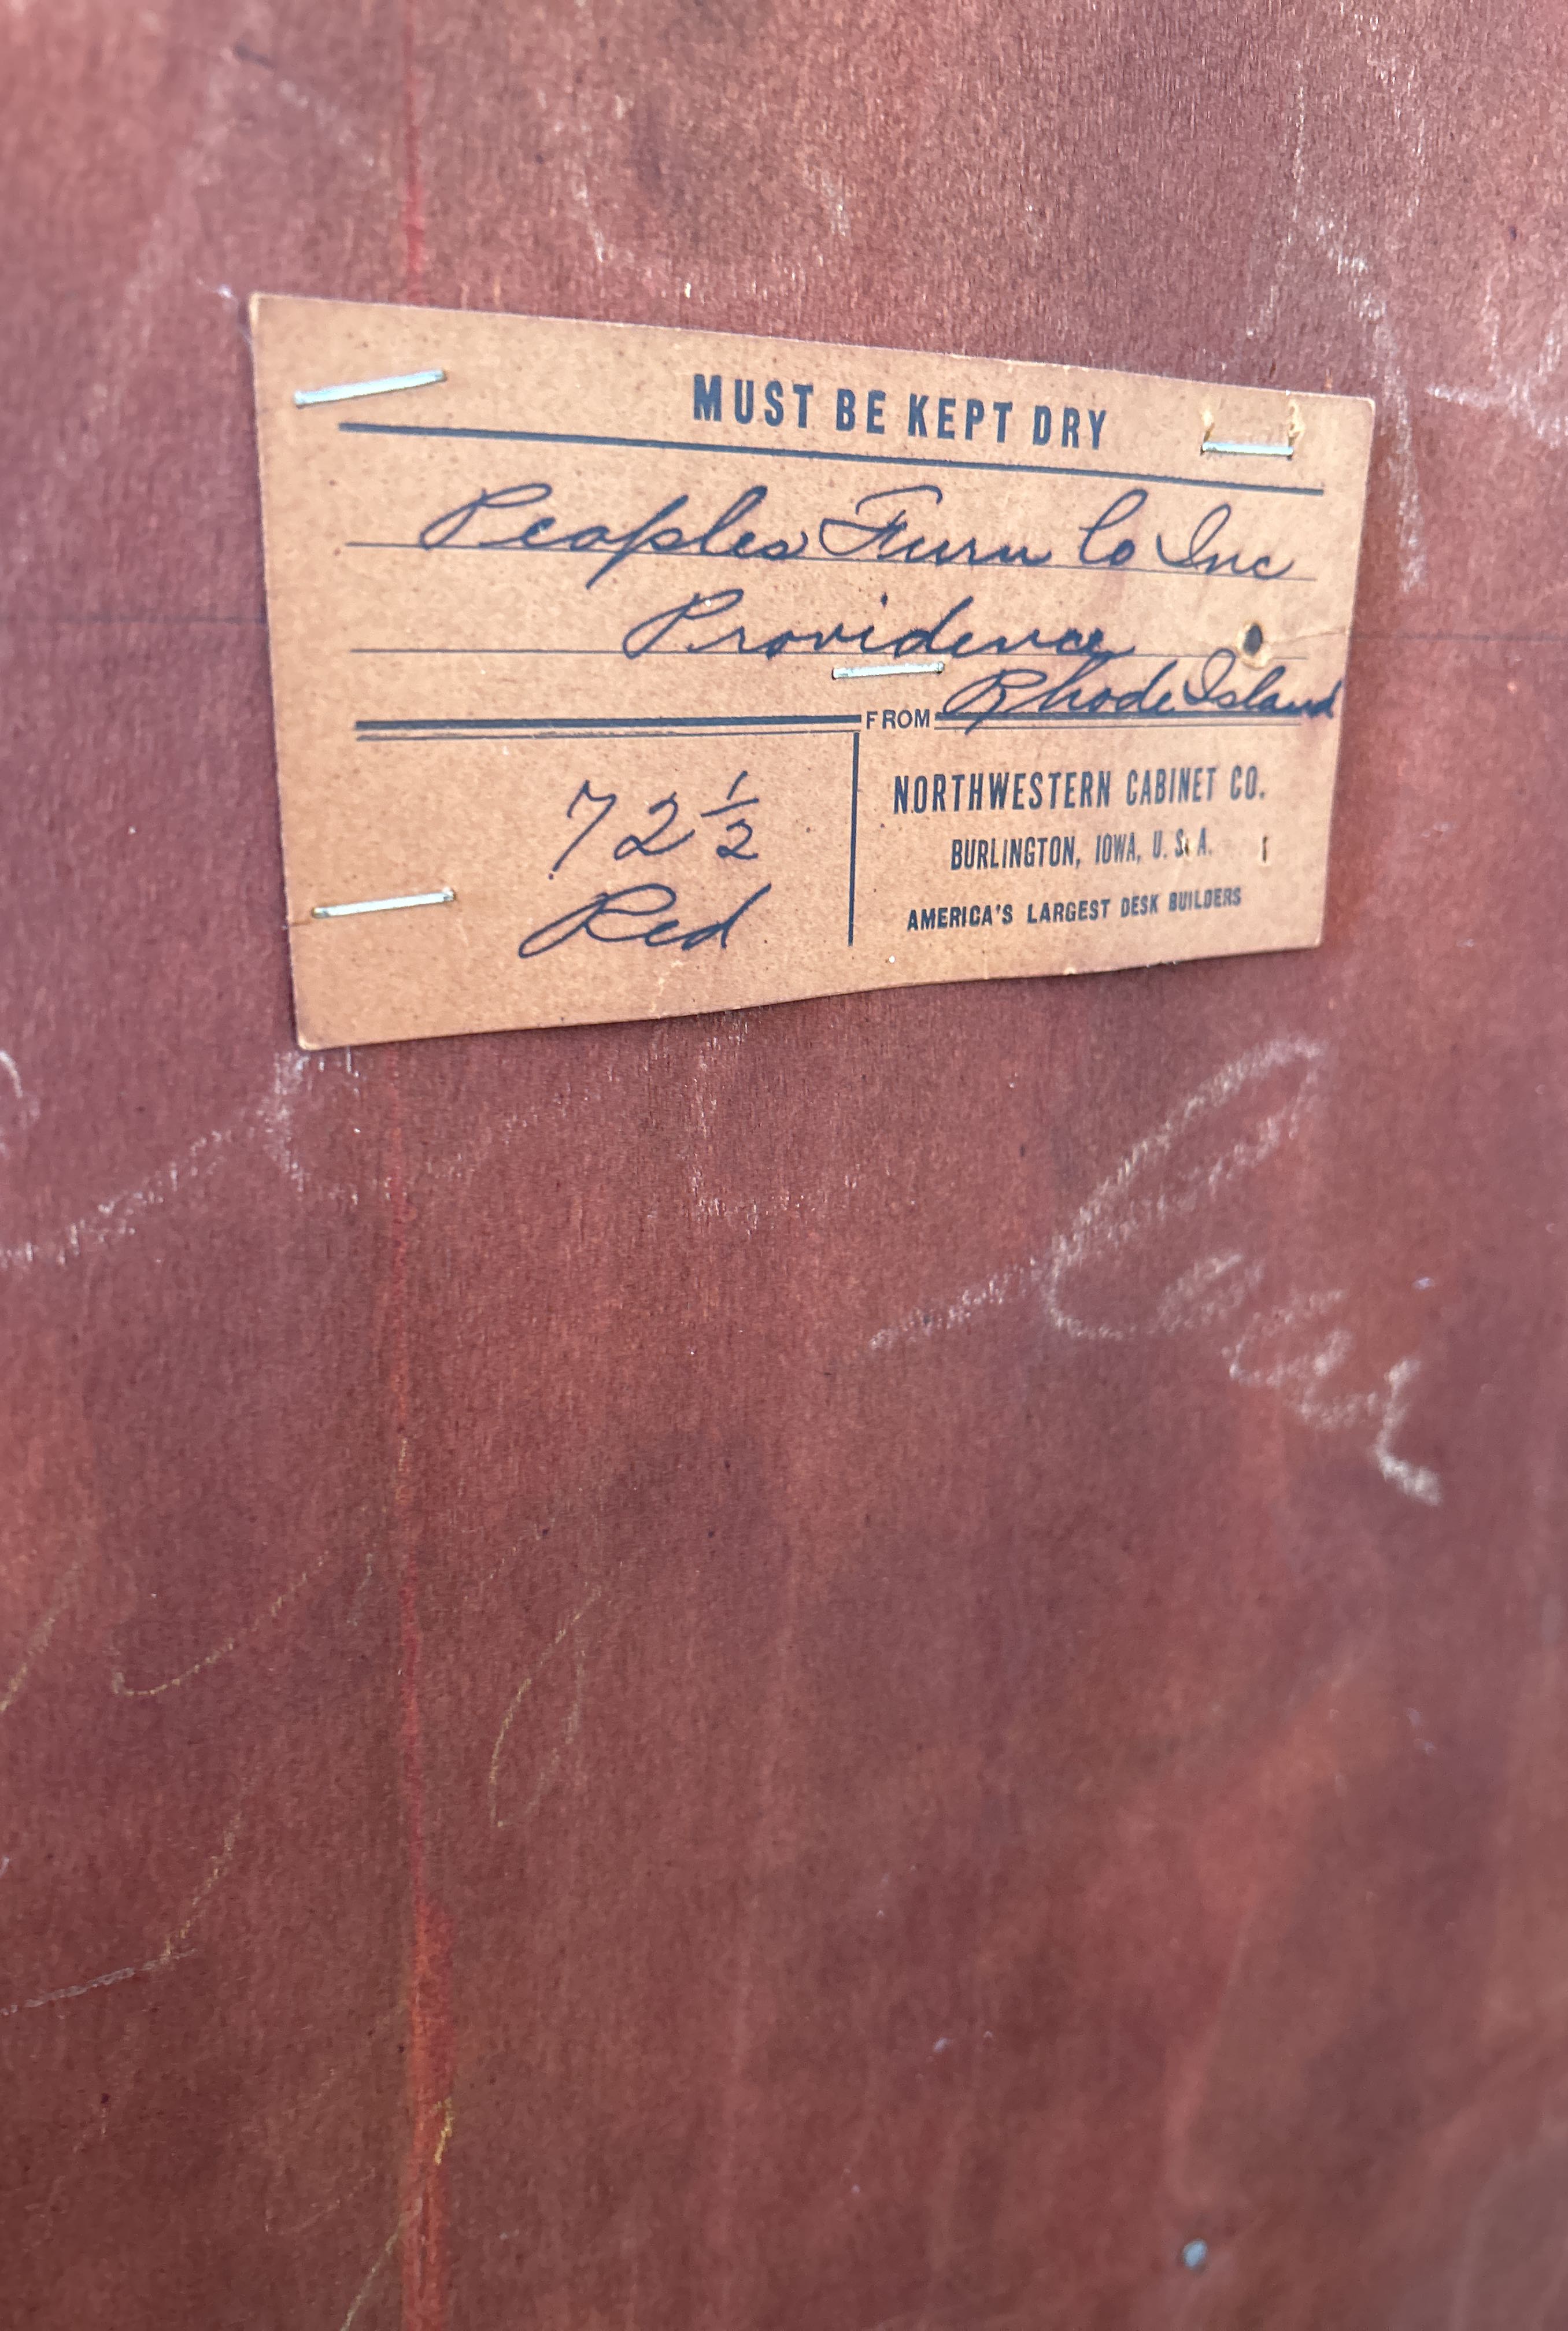 MUST BE KEPT DRY
Peoples Furn Co Inc
Providence
Rhode Island
FROM
72 1/2
Red
NORTHWESTERN CABINET CO.
BURLINGTON, IOWA, U. S. A.
AMERICA'S LARGEST DESK BUILDERS